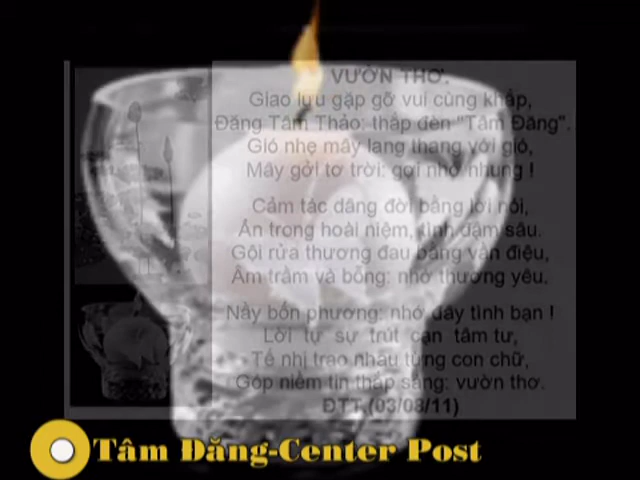 VƯỜN THƠ.
Giao lưu gặp gỡ vui cùng khắp,
Đăng Tâm Thảo: thắp đèn "Tâm Đăng".
Gió nhẹ mây lang thang với gió,
Mây gởi tơ trời: gợi nhớ nhung !
Cảm tác dâng đời bằng lời nói,
Ẩn trong hoài niệm, tình đậm sâu.
Gội rửa thương đau bằng vần điệu,
Âm trầm và bỗng: nhớ thương yêu.
Nầy bốn phương: nhớ đây tình bạn !
Lời tự sự trút cạn tâm tư,
Tế nhị trao nhau từng con chữ,
Góp niềm tin thắp sáng: vườn thơ.
ĐTT.(03/08/11)
Tâm Đăng-Center Post